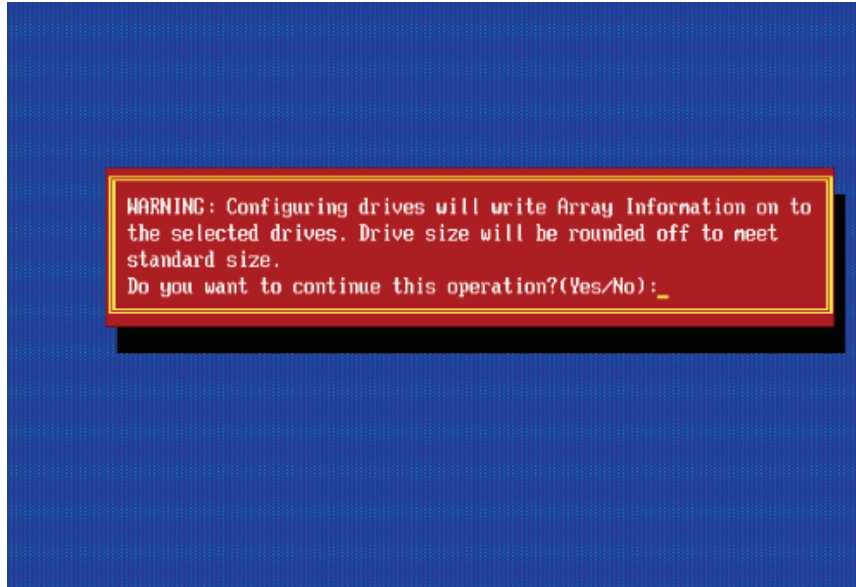 WARNING: Configuring drives will write Array Information on to
the selected drives. Drive size will be rounded off to meet
standard size.
Do you want to continue this operation?(Yes/No):_